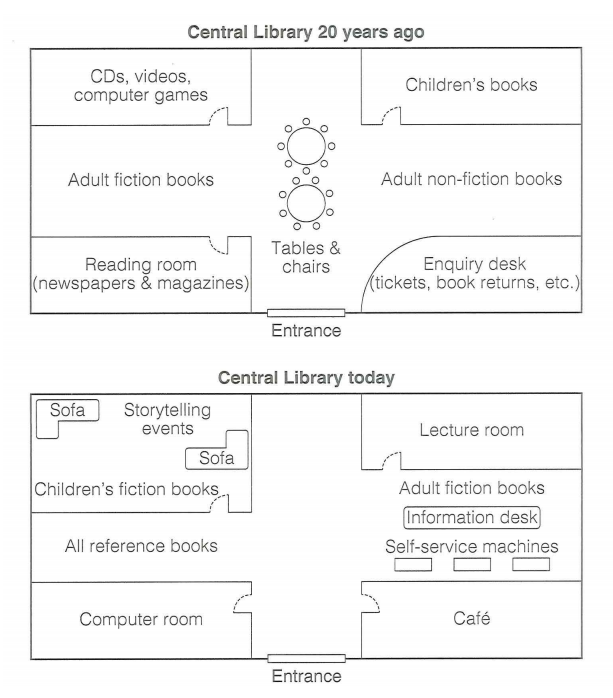 Central Library 20 years ago
CDs, videos,
computer games
Children's books
Adult fiction books
Adult non-fiction books
Tables &
chairs
Reading room
(newspapers & magazines)
Enquiry desk
(tickets, book returns, etc.)
Entrance
Central Library today
Sofa
Storytelling
events
Sofa
Children's fiction books
Lecture room
Adult fiction books
Information desk
Self-service machines
All reference books
Computer room
Café
Entrance